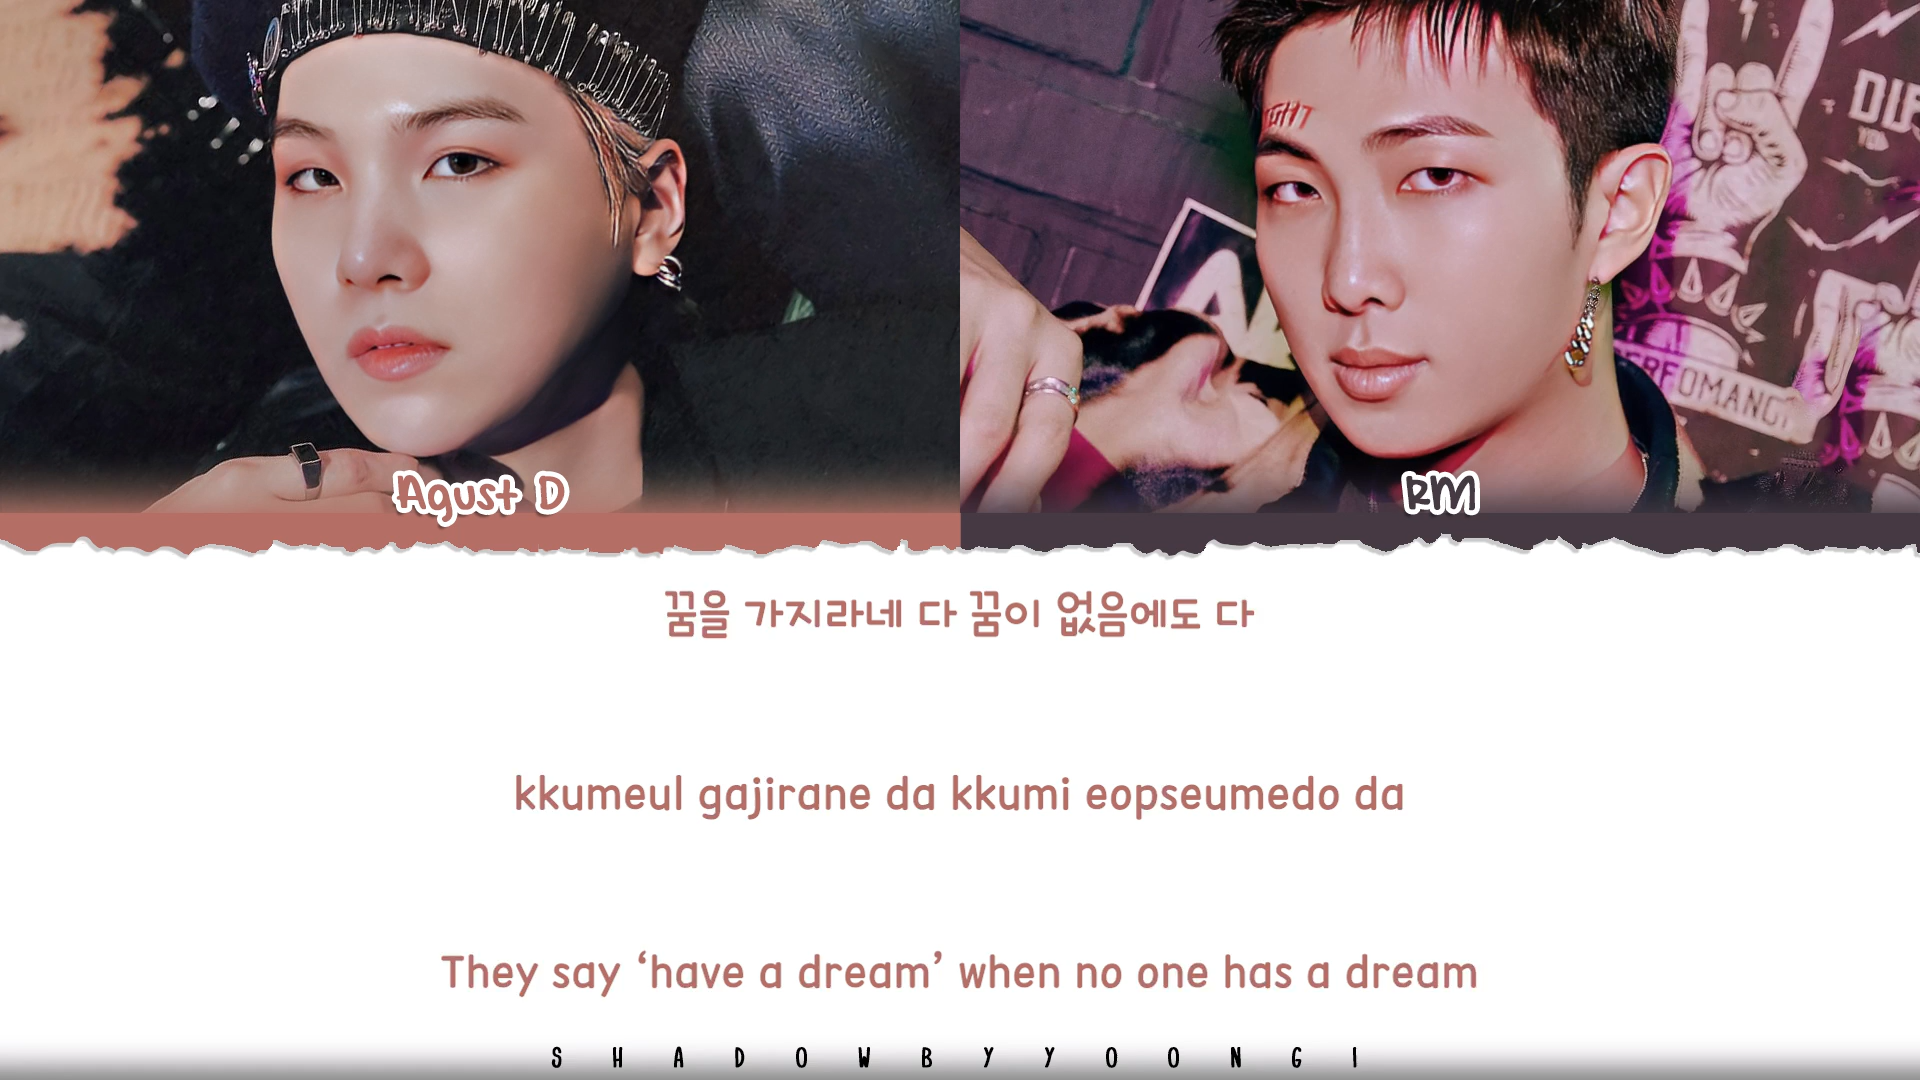 Agust D
RM
꿈을 가지라네 다 꿈이 없음에도 다
kkumeul gajirane da kkumi eopseumedo da
They say ‘have a dream’ when no one has a dream
SHADOWBYYOONGI